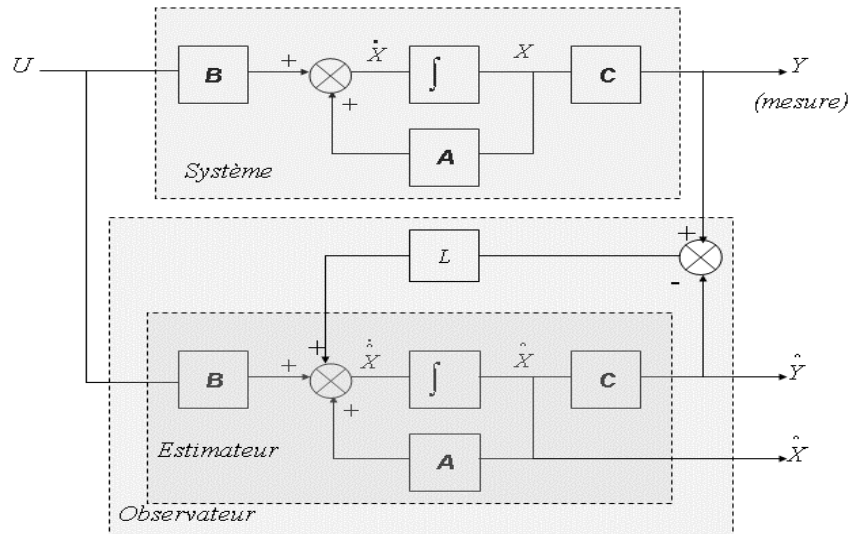 U
B
+
+
Ẋ
∫
X
C
Y
(mesure)
A
Système
+
-
L
+
B
+
+
X̂̇
∫
X̂
C
Ŷ
A
X̂
Estimateur
Observateur